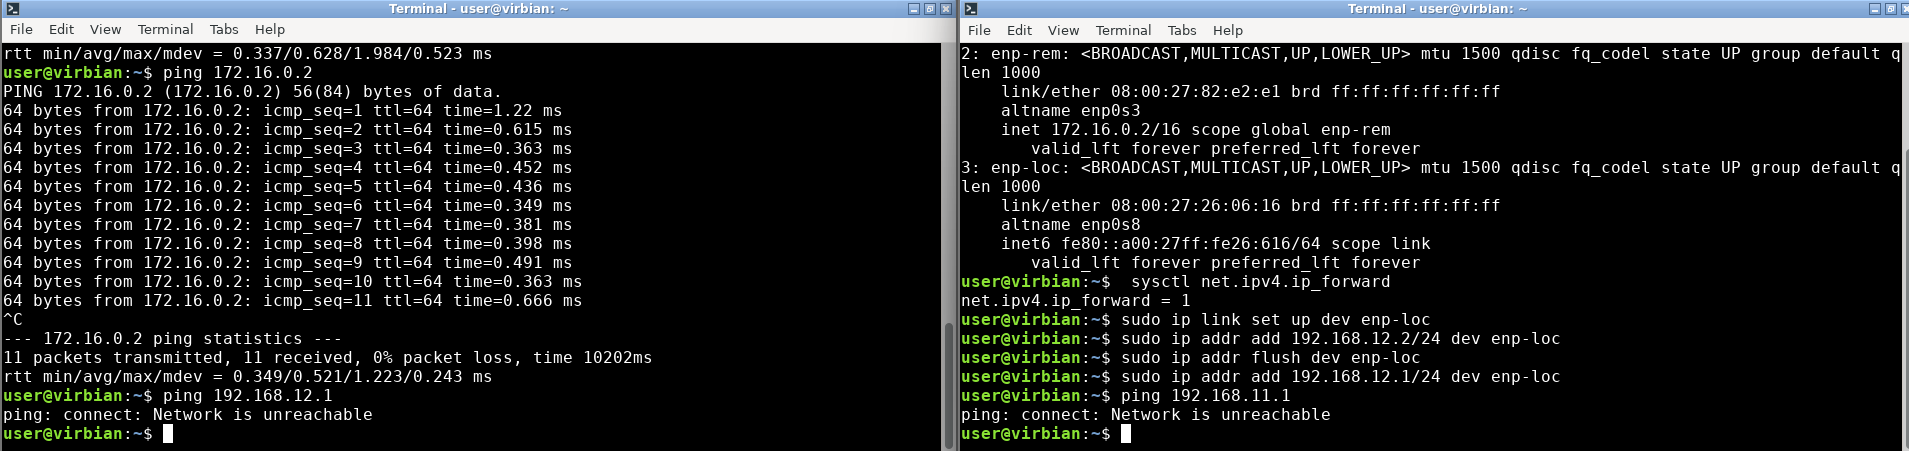 Terminal - user@virbian: ~
File Edit View Terminal Tabs Help
rtt min/avg/max/mdev = 0.337/0.628/1.984/0.523 ms
user@virbian:~$ ping 172.16.0.2
PING 172.16.0.2 (172.16.0.2) 56(84) bytes of data.
64 bytes from 172.16.0.2: icmp_seq=1 ttl=64 time=1.22 ms
64 bytes from 172.16.0.2: icmp_seq=2 ttl=64 time=0.615 ms
64 bytes from 172.16.0.2: icmp_seq=3 ttl=64 time=0.363 ms
64 bytes from 172.16.0.2: icmp_seq=4 ttl=64 time=0.452 ms
64 bytes from 172.16.0.2: icmp_seq=5 ttl=64 time=0.436 ms
64 bytes from 172.16.0.2: icmp_seq=6 ttl=64 time=0.349 ms
64 bytes from 172.16.0.2: icmp_seq=7 ttl=64 time=0.381 ms
64 bytes from 172.16.0.2: icmp_seq=8 ttl=64 time=0.398 ms
64 bytes from 172.16.0.2: icmp_seq=9 ttl=64 time=0.491 ms
64 bytes from 172.16.0.2: icmp_seq=10 ttl=64 time=0.363 ms
64 bytes from 172.16.0.2: icmp_seq=11 ttl=64 time=0.666 ms
^C
--- 172.16.0.2 ping statistics ---
11 packets transmitted, 11 received, 0% packet loss, time 10202ms
rtt min/avg/max/mdev = 0.349/0.521/1.223/0.243 ms
user@virbian:~$ ping 192.168.12.1
ping: connect: Network is unreachable
user@virbian:~$
Terminal - user@virbian: ~
File Edit View Terminal Tabs Help
2: enp-rem: <BROADCAST,MULTICAST,UP,LOWER_UP> mtu 1500 qdisc fq_codel state UP group default q
len 1000
link/ether 08:00:27:82:e2:e1 brd ff:ff:ff:ff:ff:ff
altname enp0s3
inet 172.16.0.2/16 scope global enp-rem
valid_lft forever preferred_lft forever
3: enp-loc: <BROADCAST,MULTICAST,UP,LOWER_UP> mtu 1500 qdisc fq_codel state UP group default q
len 1000
link/ether 08:00:27:26:06:16 brd ff:ff:ff:ff:ff:ff
altname enp0s8
inet6 fe80::a00:27ff:fe26:616/64 scope link
valid_lft forever preferred_lft forever
user@virbian:~$  sysctl net.ipv4.ip_forward
net.ipv4.ip_forward = 1
user@virbian:~$ sudo ip link set up dev enp-loc
user@virbian:~$ sudo ip addr add 192.168.12.2/24 dev enp-loc
user@virbian:~$ sudo ip addr flush dev enp-loc
user@virbian:~$ sudo ip addr add 192.168.12.1/24 dev enp-loc
user@virbian:~$ ping 192.168.11.1
ping: connect: Network is unreachable
user@virbian:~$